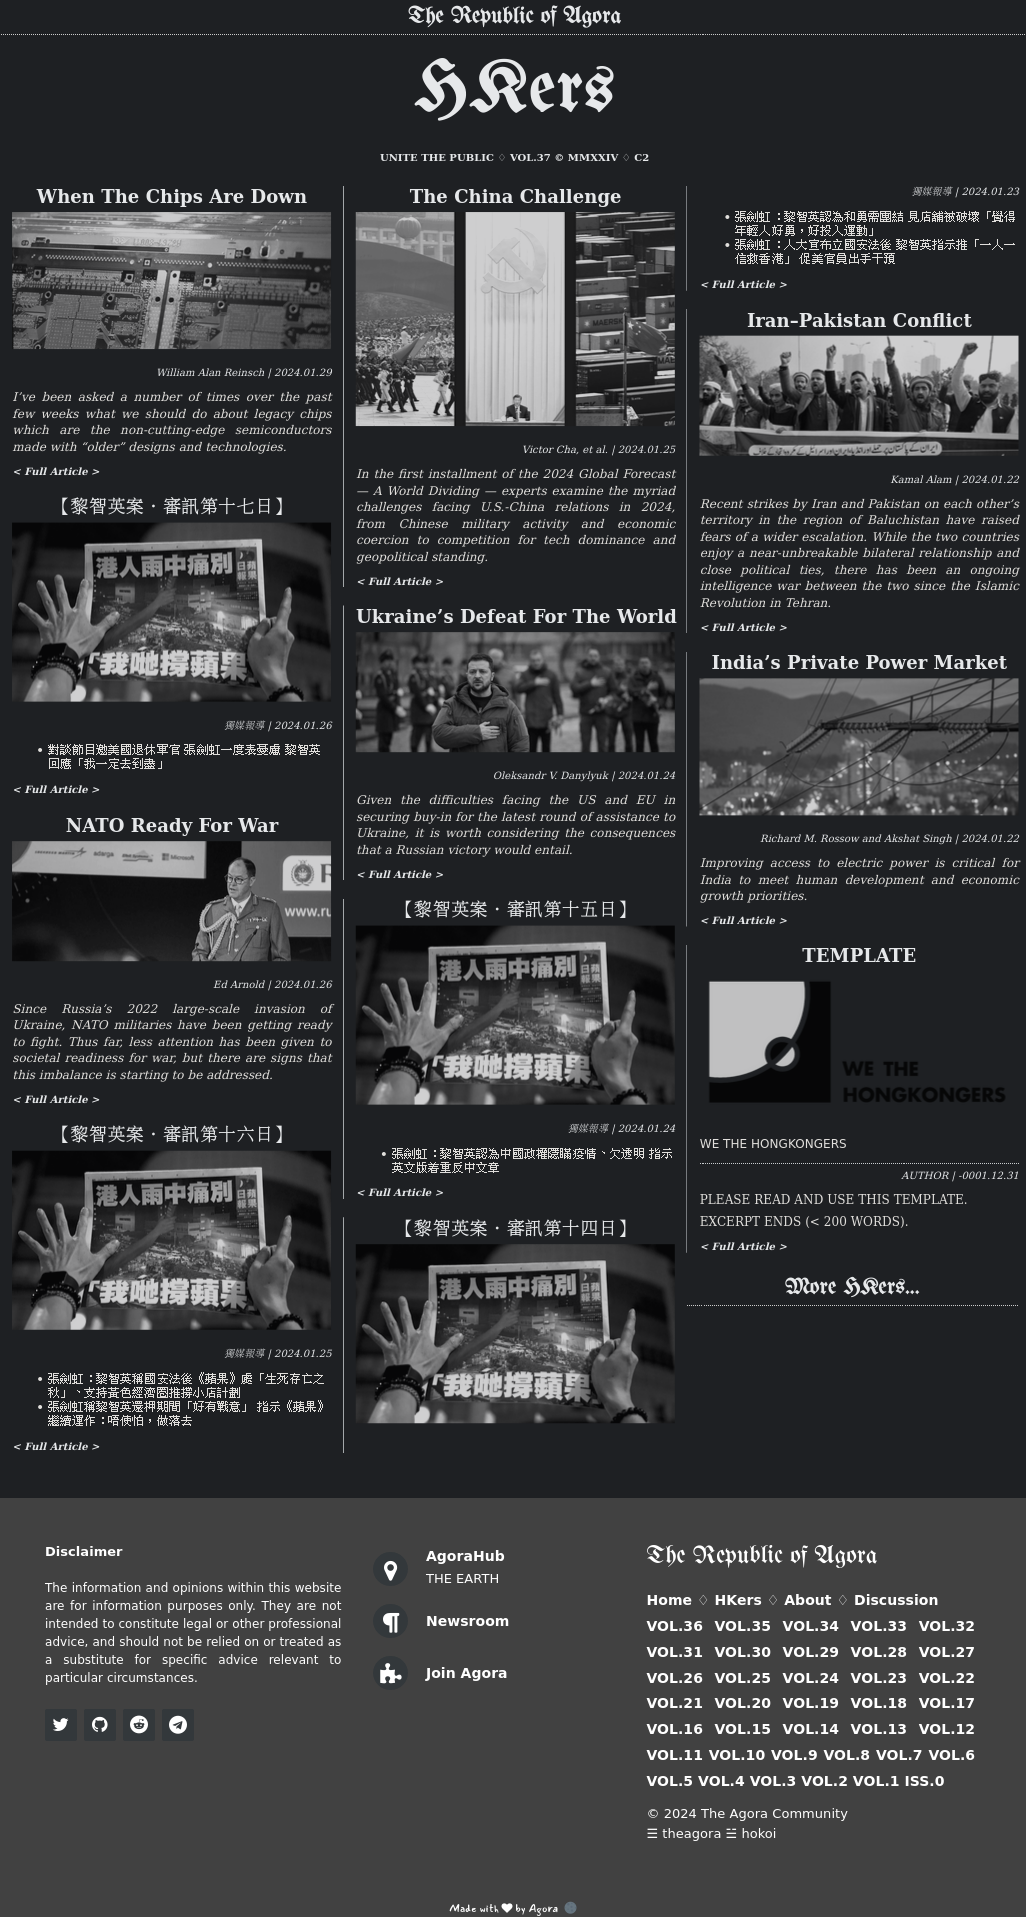 The Republic of Agora
HKers
UNITE THE PUBLIC ♢ VOL.37 © MMXXIV ♢ C2
When The Chips Are Down
William Alan Reinsch | 2024.01.29
I’ve been asked a number of times over the past
few weeks what we should do about legacy chips
which are the non-cutting-edge semiconductors
made with “older” designs and technologies.
< Full Article >
【黎智英案‧審訊第十七日】
港人雨中痛別
「我哋撐蘋果
獨媒報導 | 2024.01.26
• 對談節目邀美國退休軍官 張劍虹一度表憂慮 黎智英
回應「我一定去到盡」
< Full Article >
NATO Ready For War
Microsoft
www.ru
Ed Arnold | 2024.01.26
Since Russia’s 2022 large-scale invasion of
Ukraine, NATO militaries have been getting ready
to fight. Thus far, less attention has been given to
societal readiness for war, but there are signs that
this imbalance is starting to be addressed.
< Full Article >
【黎智英案‧審訊第十六日】
港人雨中痛別
「我哋撐蘋果
獨媒報導 | 2024.01.25
• 張劍虹：黎智英稱國安法後《蘋果》處「生死存亡之
秋」、支持黃色經濟圈推撐小店計劃
• 張劍虹稱黎智英還押期間「好有戰意」 指示《蘋果》
繼續運作：唔使怕，做落去
< Full Article >
The China Challenge
MAERSK
Victor Cha, et al. | 2024.01.25
In the first installment of the 2024 Global Forecast
— A World Dividing — experts examine the myriad
challenges facing U.S.-China relations in 2024,
from Chinese military activity and economic
coercion to competition for tech dominance and
geopolitical standing.
< Full Article >
Ukraine’s Defeat For The World
Oleksandr V. Danylyuk | 2024.01.24
Given the difficulties facing the US and EU in
securing buy-in for the latest round of assistance to
Ukraine, it is worth considering the consequences
that a Russian victory would entail.
< Full Article >
【黎智英案‧審訊第十五日】
港人雨中痛別
「我哋撐蘋果
獨媒報導 | 2024.01.24
• 張劍虹：黎智英認為中國政權隱瞞疫情、欠透明 指示
英文版着重反中文章
< Full Article >
【黎智英案‧審訊第十四日】
港人雨中痛別
「我哋撐蘋果
獨媒報導 | 2024.01.23
• 張劍虹：黎智英認為和勇需團結 見店舖被破壞「覺得
年輕人好勇，好投入運動」
• 張劍虹：人大宣布立國安法後 黎智英指示推「一人一
信救香港」 促美官員出手干預
< Full Article >
Iran–Pakistan Conflict
Kamal Alam | 2024.01.22
Recent strikes by Iran and Pakistan on each other’s
territory in the region of Baluchistan have raised
fears of a wider escalation. While the two countries
enjoy a near-unbreakable bilateral relationship and
close political ties, there has been an ongoing
intelligence war between the two since the Islamic
Revolution in Tehran.
< Full Article >
India’s Private Power Market
Richard M. Rossow and Akshat Singh | 2024.01.22
Improving access to electric power is critical for
India to meet human development and economic
growth priorities.
< Full Article >
TEMPLATE
WE THE
HONGKONGERS
WE THE HONGKONGERS
AUTHOR | -0001.12.31
PLEASE READ AND USE THIS TEMPLATE.
EXCERPT ENDS (< 200 WORDS).
< Full Article >
More HKers...
Disclaimer
The information and opinions within this website
are for information purposes only. They are not
intended to constitute legal or other professional
advice, and should not be relied on or treated as
a substitute for specific advice relevant to
particular circumstances.
AgoraHub
THE EARTH
Newsroom
Join Agora
The Republic of Agora
Home ♢ HKers ♢ About ♢ Discussion
VOL.36 VOL.35 VOL.34 VOL.33 VOL.32
VOL.31 VOL.30 VOL.29 VOL.28 VOL.27
VOL.26 VOL.25 VOL.24 VOL.23 VOL.22
VOL.21 VOL.20 VOL.19 VOL.18 VOL.17
VOL.16 VOL.15 VOL.14 VOL.13 VOL.12
VOL.11 VOL.10 VOL.9 VOL.8 VOL.7 VOL.6
VOL.5 VOL.4 VOL.3 VOL.2 VOL.1 ISS.0
© 2024 The Agora Community
☰ theagora ☱ hokoi
Made with ♥ by Agora